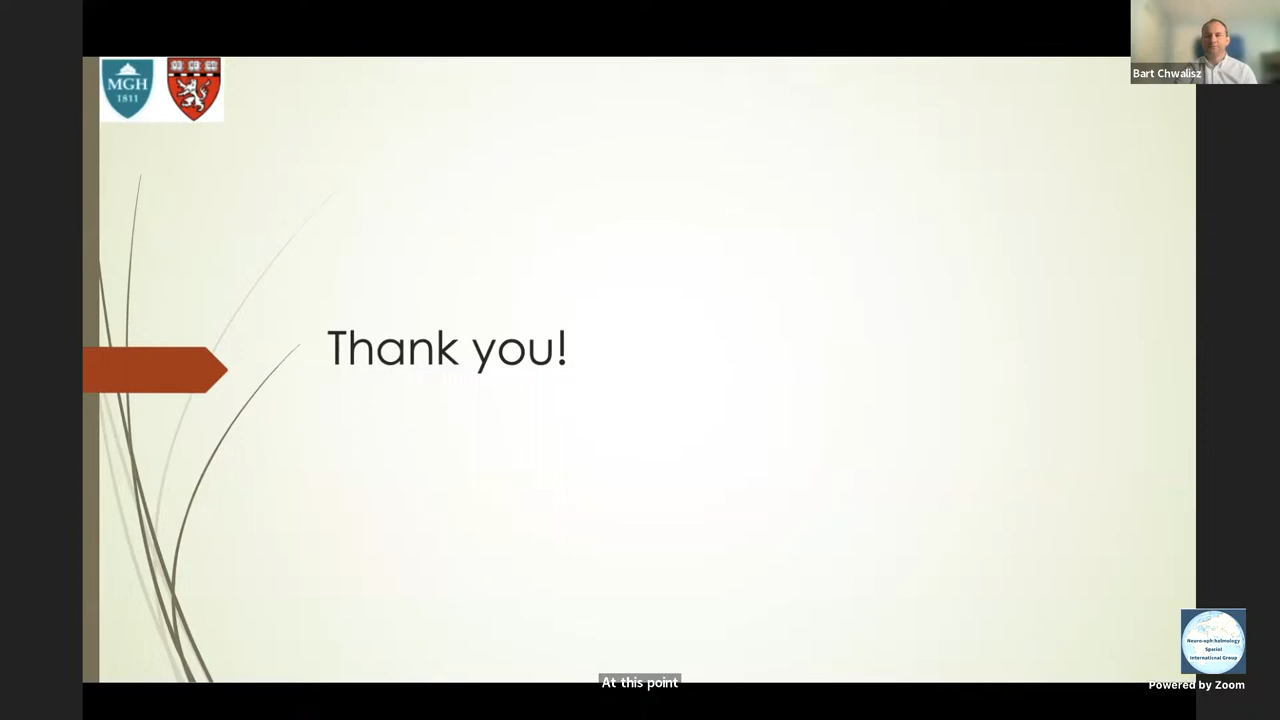 MGH
1811
Bart Chwalisz
Thank you!
Neuro-ophthalmology
Special
International Group
At this point
Powered by Zoom